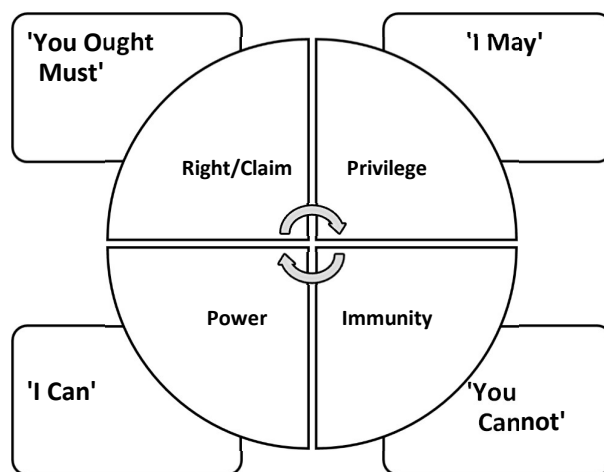 'You Ought
Must'
'I May'
Right/Claim
Privilege
Power
Immunity
'I Can'
'You
Cannot'